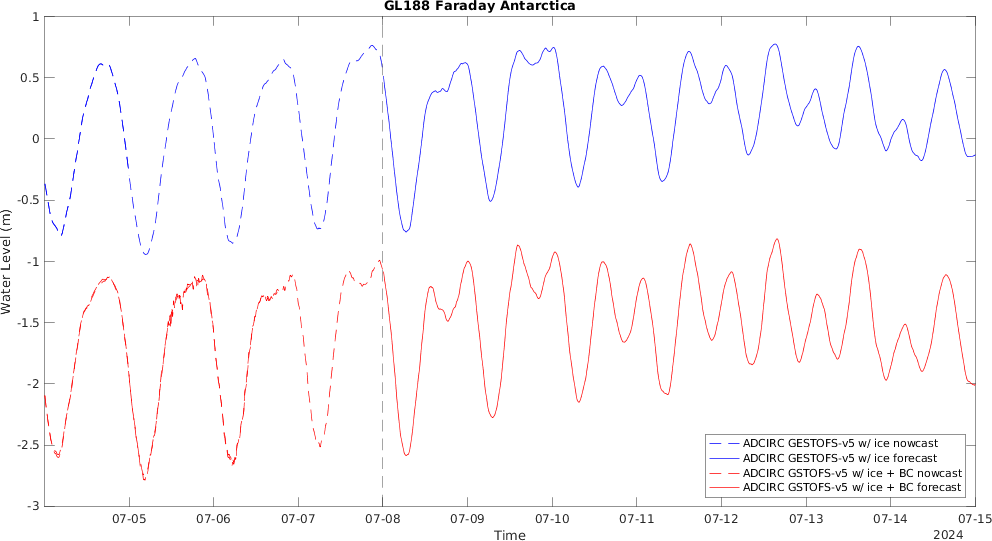 GL188 Faraday Antarctica
1
0.5
0
-0.5
-1
-1.5
-2
-2.5
-3
Water Level (m)
07-05 07-06 07-07 07-08 07-09 07-10 07-11 07-12 07-13 07-14 07-15
Time
2024
ADCIRC GESTOFS-v5 w/ ice nowcast
ADCIRC GESTOFS-v5 w/ ice forecast
ADCIRC GSTOFS-v5 w/ ice + BC nowcast
ADCIRC GSTOFS-v5 w/ ice + BC forecast